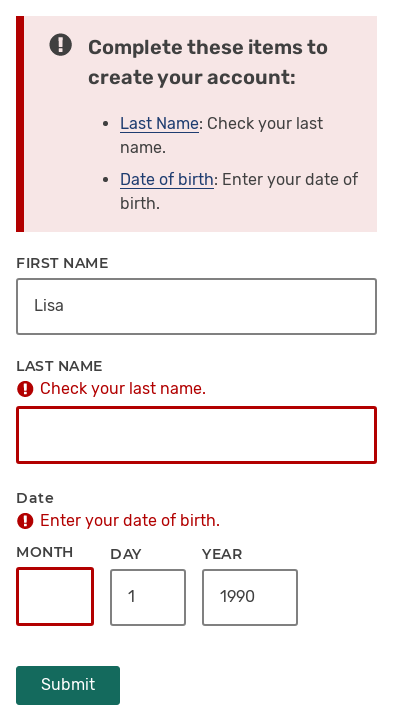 Complete these items to
create your account:
Last Name: Check your last
name.
Date of birth: Enter your date of
birth.
FIRST NAME
Lisa
LAST NAME
Check your last name.
Date
Enter your date of birth.
MONTH DAY YEAR
1 1990
Submit